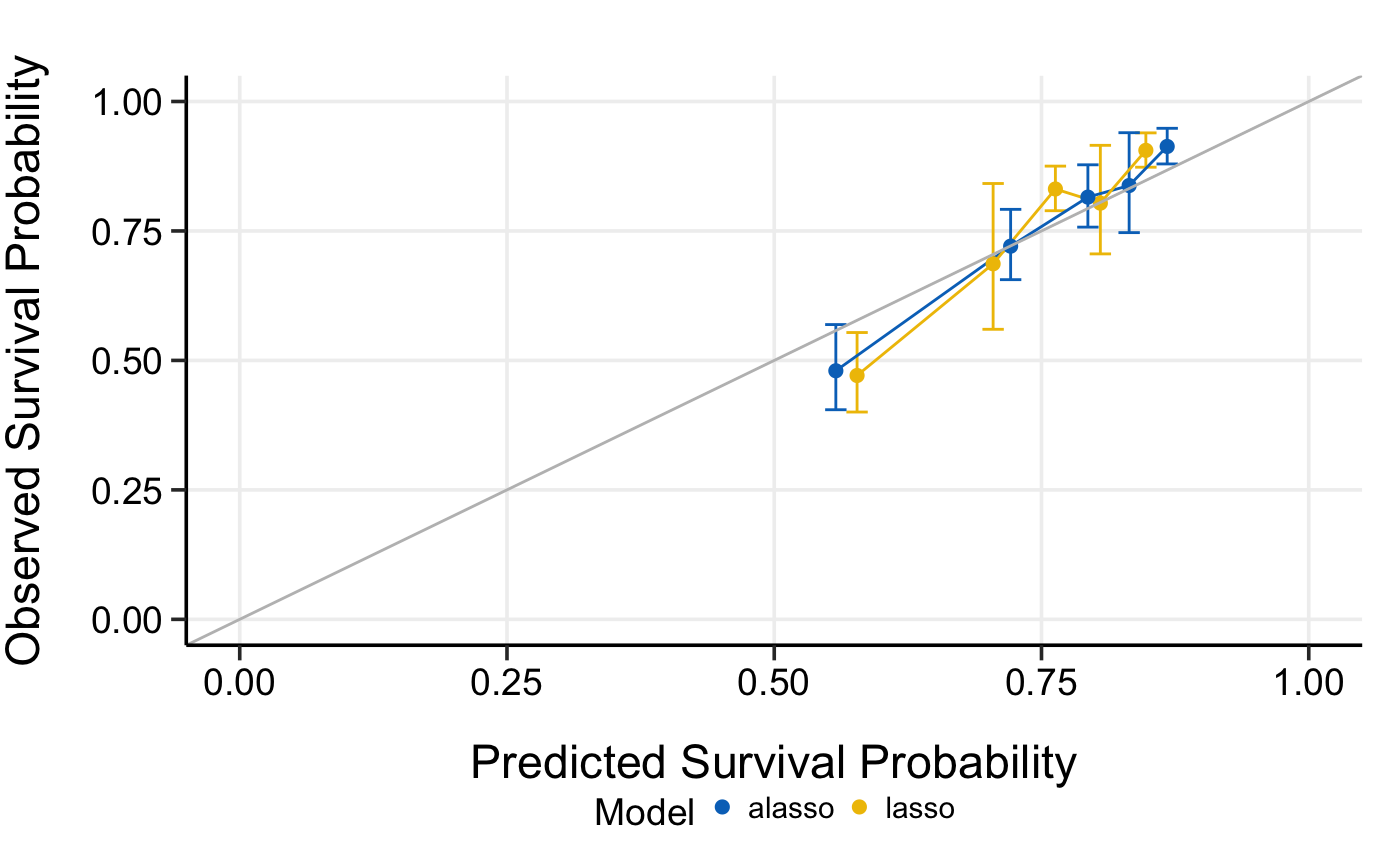 Observed Survival Probability
1.00
0.75
0.50
0.25
0.00
0.00 0.25 0.50 0.75 1.00
Predicted Survival Probability
Model alasso lasso